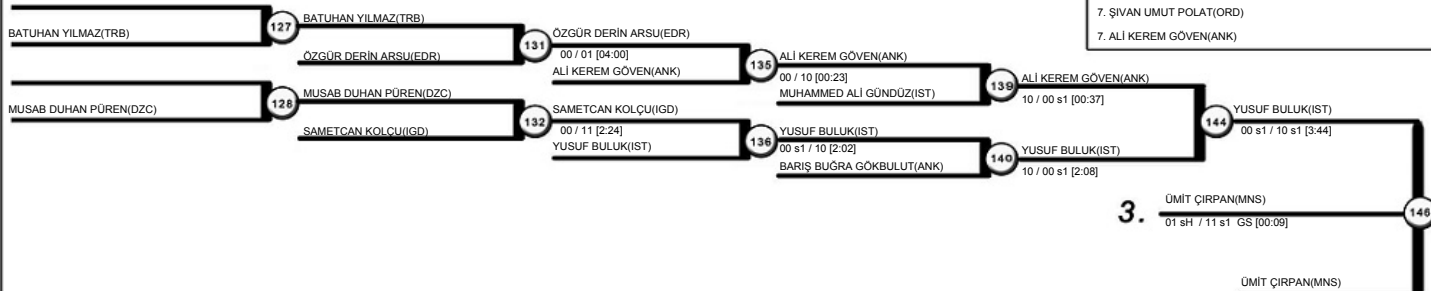 7. ŞIVAN UMUT POLAT(ORD)
7. ALİ KEREM GÖVEN(ANK)
BATUHAN YILMAZ(TRB)
127
BATUHAN YILMAZ(TRB)
ÖZGÜR DERİN ARSU(EDR)
131
ÖZGÜR DERİN ARSU(EDR)
00 / 01 [04:00]
ALİ KEREM GÖVEN(ANK)
135
ALİ KEREM GÖVEN(ANK)
00 / 10 [00:23]
MUHAMMED ALİ GÜNDÜZ(IST)
139
ALİ KEREM GÖVEN(ANK)
10 / 00 s1 [00:37]
MUSAB DUHAN PÜREN(DZC)
128
MUSAB DUHAN PÜREN(DZC)
SAMETCAN KOLÇU(IGD)
132
SAMETCAN KOLÇU(IGD)
00 / 11 [2:24]
YUSUF BULUK(IST)
136
YUSUF BULUK(IST)
00 s1 / 10 [2:02]
BARIŞ BUĞRA GÖKBULUT(ANK)
140
YUSUF BULUK(IST)
10 / 00 s1 [2:08]
144
YUSUF BULUK(IST)
00 s1 / 10 s1 [3:44]
3.
ÜMİT ÇIRPAN(MNS)
01 sH / 11 s1 GS [00:09]
146
ÜMİT ÇIRPAN(MNS)